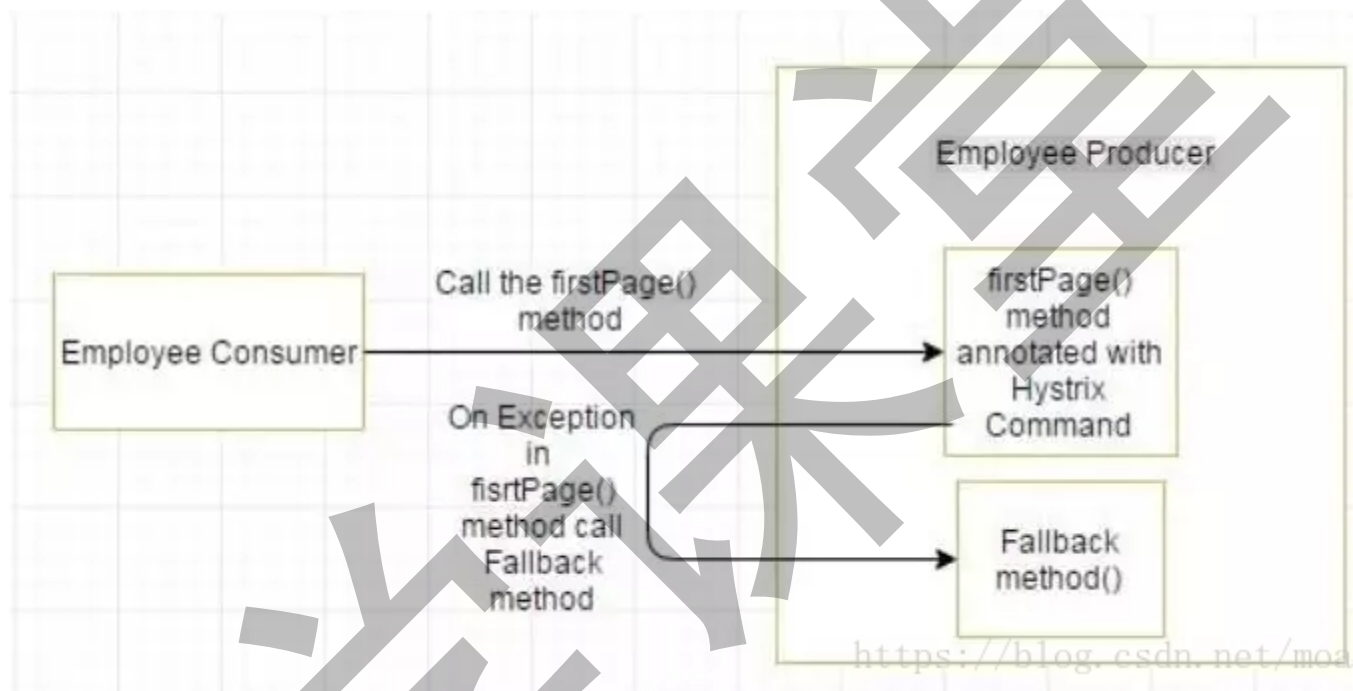 Employee Producer
Call the firstPage()
method
Employee Consumer
firstPage()
method
annotated with
Hystrix
Command
On Exception
in
fisrtPage()
method call
Fallback
method
Fallback
method()
https://blog.csdn.net/moa